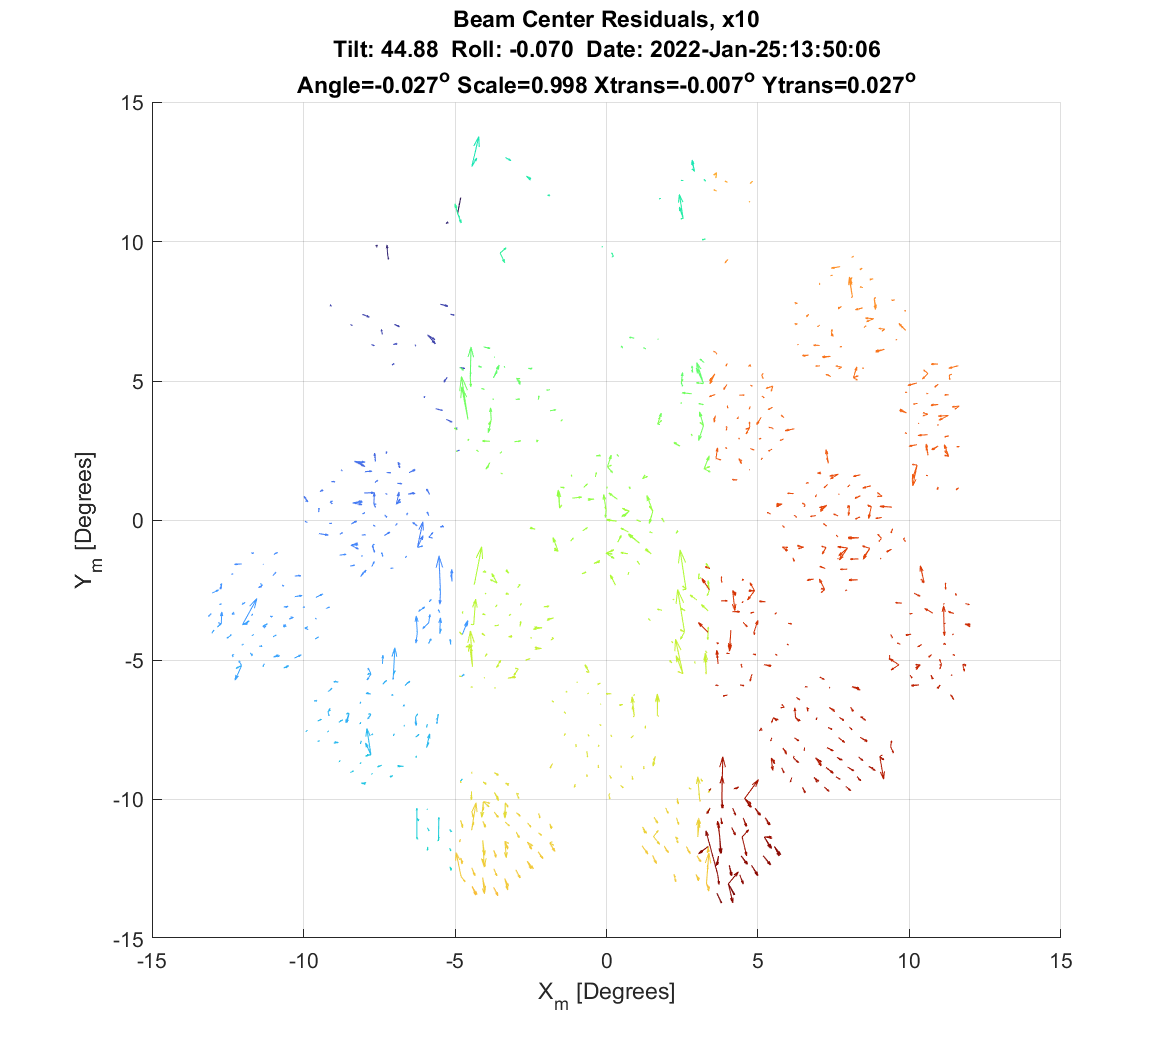 Beam Center Residuals, x10
Tilt: 44.88 Roll: -0.070 Date: 2022-Jan-25:13:50:06
Angle=-0.027° Scale=0.998 Xtrans=-0.007° Ytrans=0.027°
15
10
5
0
-5
-10
-15
Y_m [Degrees]
-15 -10 -5 0 5 10 15
X_m [Degrees]